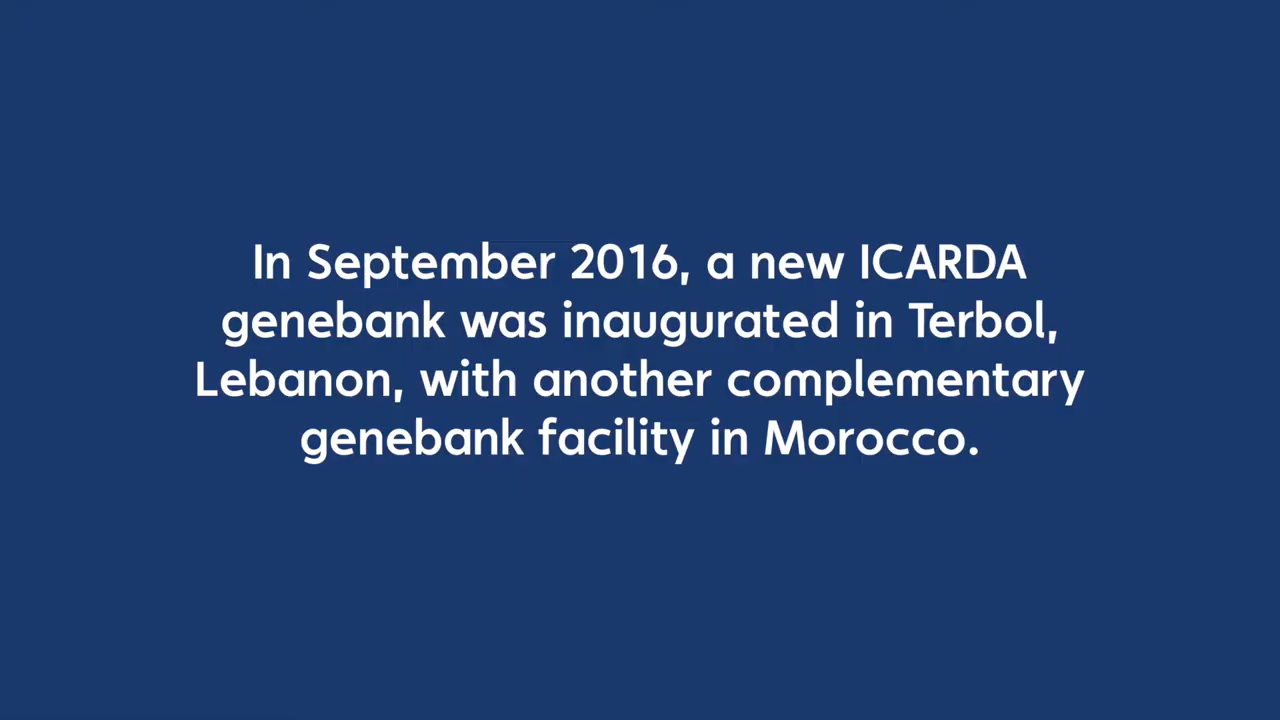 In September 2016, a new ICARDA
genebank was inaugurated in Terbol,
Lebanon, with another complementary
genebank facility in Morocco.